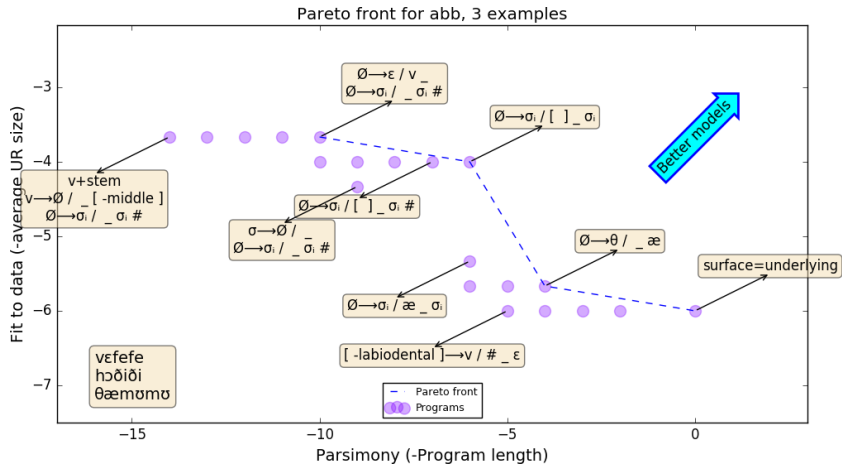 Pareto front for abb, 3 examples
Ø⟶ε / v _
Ø⟶σᵢ / _ σᵢ #
Ø⟶σᵢ / [ ] _ σᵢ
Better models
v+stem
v⟶Ø / _ [ -middle ]
Ø⟶σᵢ / _ σᵢ #
Ø⟶σᵢ / [ ] _ σᵢ #
σ⟶Ø / _
Ø⟶σᵢ / _ σᵢ #
Ø⟶θ / _ æ
surface=underlying
Ø⟶σᵢ / æ _ σᵢ
[ -labiodental ]⟶v / # _ ε
vɛfefe
hɔðiði
θæmʊmʊ
Pareto front
Programs
−3
−4
−5
−6
−7
−15
−10
−5
0
Fit to data (-average UR size)
Parsimony (-Program length)